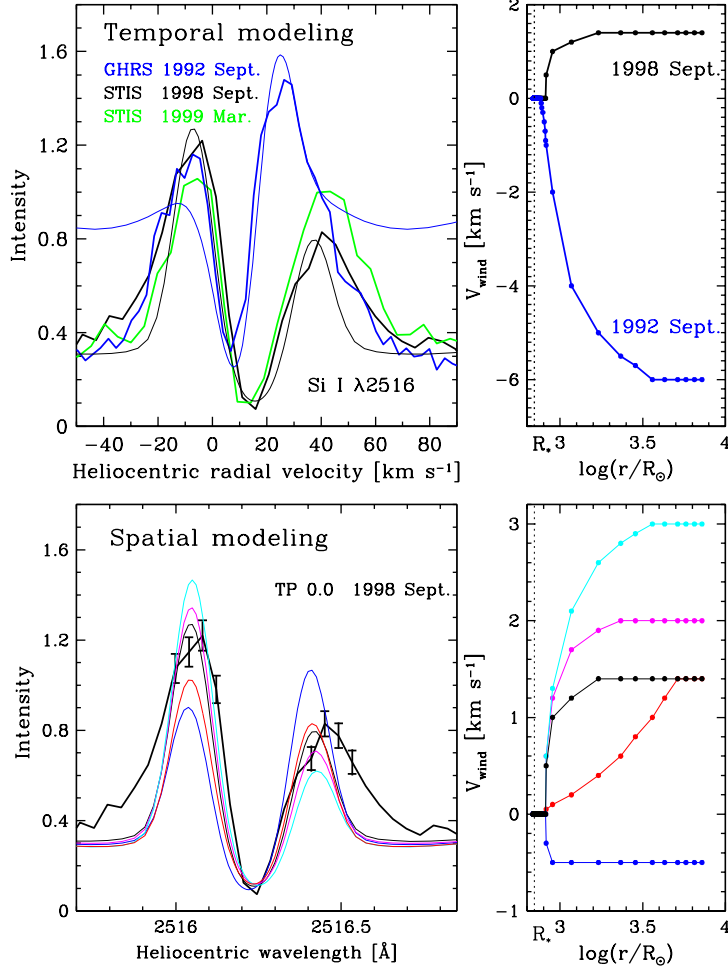 Temporal modeling
GHRS 1992 Sept.
STIS 1998 Sept.
STIS 1999 Mar.
Si I λ2516
Intensity
0
0.4
0.8
1.2
1.6
−40 −20 0 20 40 60 80
Heliocentric radial velocity [km s⁻¹]
1998 Sept.
1992 Sept.
V_wind [km s⁻¹]
2
0
−2
−4
−6
R_* 3 3.5 4
log(r/R_⊙)
Spatial modeling
TP 0.0 1998 Sept.
Intensity
1.6
1.2
0.8
0.4
0
2516 2516.5
Heliocentric wavelength [Å]
V_wind [km s⁻¹]
3
2
1
0
−1
R_* 3 3.5 4
log(r/R_⊙)